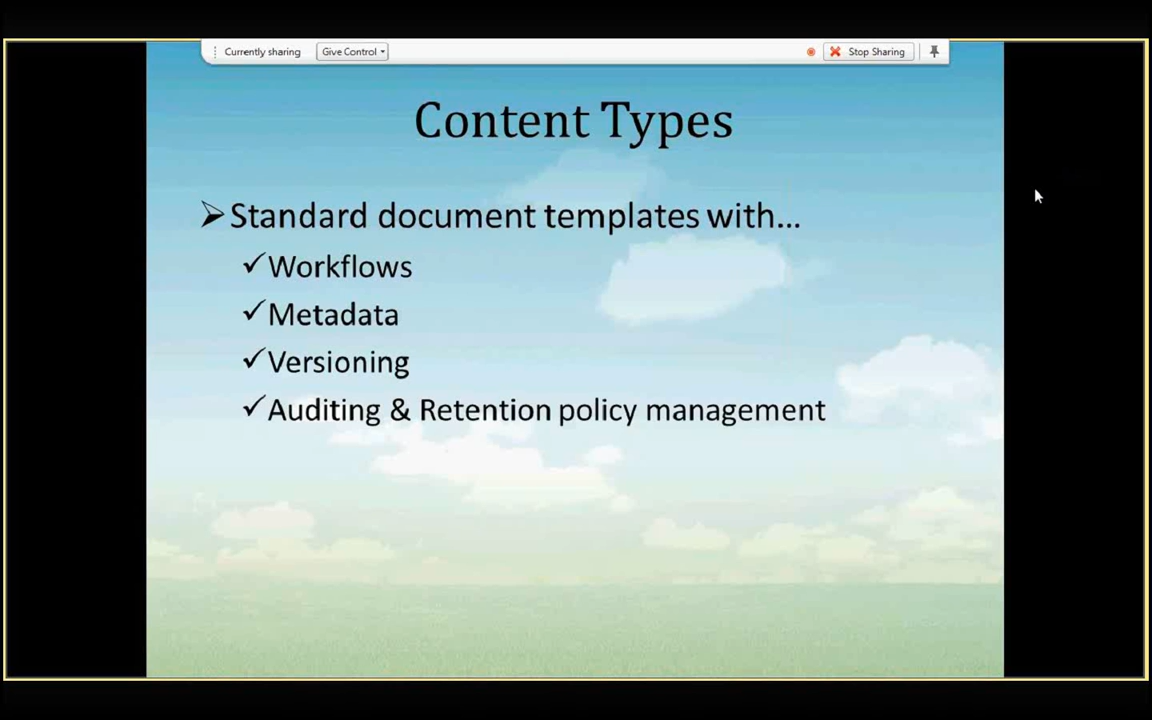 Currently sharing Give Control Stop Sharing
Content Types
Standard document templates with...
Workflows
Metadata
Versioning
Auditing & Retention policy management